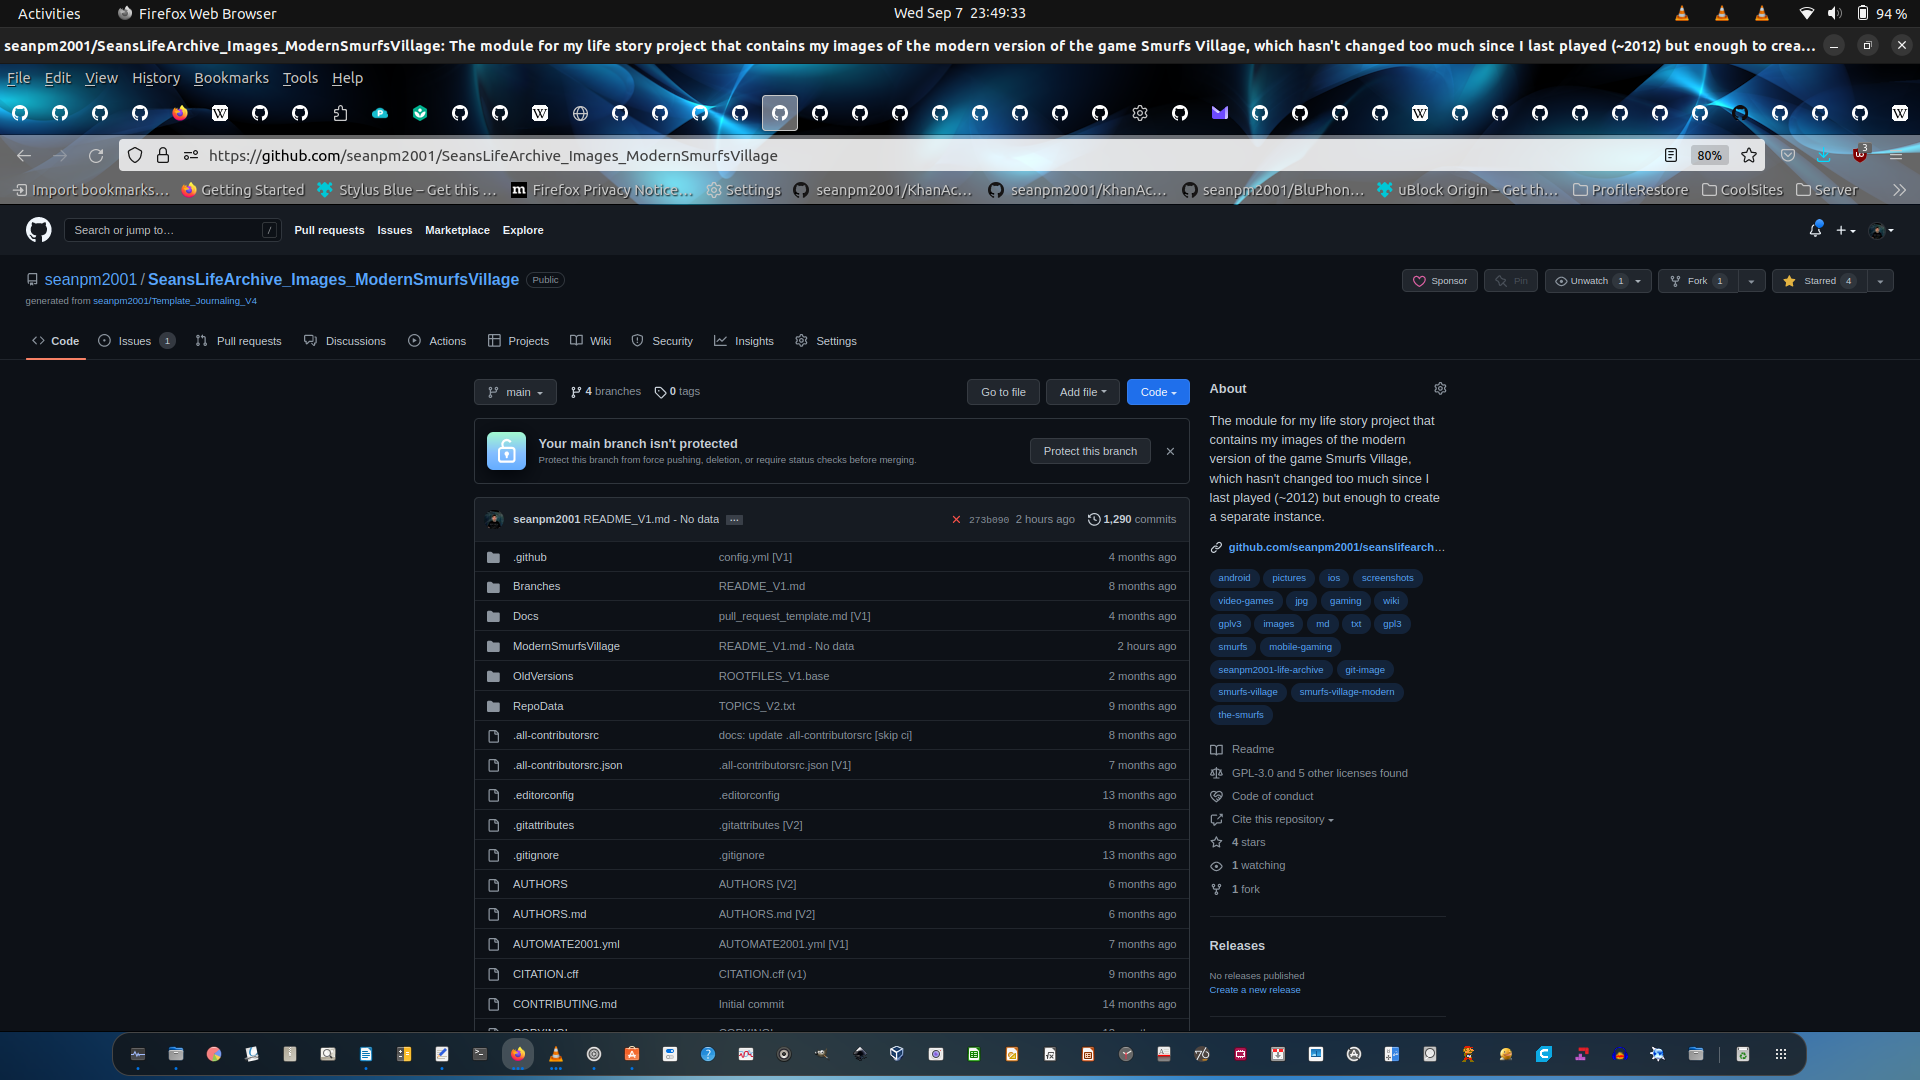 Activities
Firefox Web Browser
Wed Sep 7 23:49:33
94 %
seanpm2001/SeansLifeArchive_Images_ModernSmurfsVillage: The module for my life story project that contains my images of the modern version of the game Smurfs Village, which hasn't changed too much since I last played (~2012) but enough to crea…
File Edit View History Bookmarks Tools Help
https://github.com/seanpm2001/SeansLifeArchive_Images_ModernSmurfsVillage
80%
3
Import bookmarks…
Getting Started
Stylus Blue – Get this …
Firefox Privacy Notice…
Settings
seanpm2001/KhanAc…
seanpm2001/KhanAc…
seanpm2001/BluPhon…
uBlock Origin – Get th…
ProfileRestore
CoolSites
Server
Search or jump to…
/
Pull requests
Issues
Marketplace
Explore
seanpm2001 / SeansLifeArchive_Images_ModernSmurfsVillage
Public
generated from seanpm2001/Template_Journaling_V4
Sponsor
Pin
Unwatch 1
Fork 1
Starred 4
Code
Issues 1
Pull requests
Discussions
Actions
Projects
Wiki
Security
Insights
Settings
main
4 branches
0 tags
Go to file
Add file
Code
Your main branch isn't protected
Protect this branch from force pushing, deletion, or require status checks before merging.
Protect this branch
seanpm2001 README_V1.md - No data …
273b090 2 hours ago
1,290 commits
.github config.yml [V1] 4 months ago
Branches README_V1.md 8 months ago
Docs pull_request_template.md [V1] 4 months ago
ModernSmurfsVillage README_V1.md - No data 2 hours ago
OldVersions ROOTFILES_V1.base 2 months ago
RepoData TOPICS_V2.txt 9 months ago
.all-contributorsrc docs: update .all-contributorsrc [skip ci] 8 months ago
.all-contributorsrc.json .all-contributorsrc.json [V1] 7 months ago
.editorconfig .editorconfig 13 months ago
.gitattributes .gitattributes [V2] 8 months ago
.gitignore .gitignore 13 months ago
AUTHORS AUTHORS [V2] 6 months ago
AUTHORS.md AUTHORS.md [V2] 6 months ago
AUTOMATE2001.yml AUTOMATE2001.yml [V1] 7 months ago
CITATION.cff CITATION.cff (v1) 9 months ago
CONTRIBUTING.md Initial commit 14 months ago
About
The module for my life story project that
contains my images of the modern
version of the game Smurfs Village,
which hasn't changed too much since I
last played (~2012) but enough to create
a separate instance.
github.com/seanpm2001/seanslifearch…
android pictures ios screenshots
video-games jpg gaming wiki
gplv3 images md txt gpl3
smurfs mobile-gaming
seanpm2001-life-archive git-image
smurfs-village smurfs-village-modern
the-smurfs
Readme
GPL-3.0 and 5 other licenses found
Code of conduct
Cite this repository
4 stars
1 watching
1 fork
Releases
No releases published
Create a new release